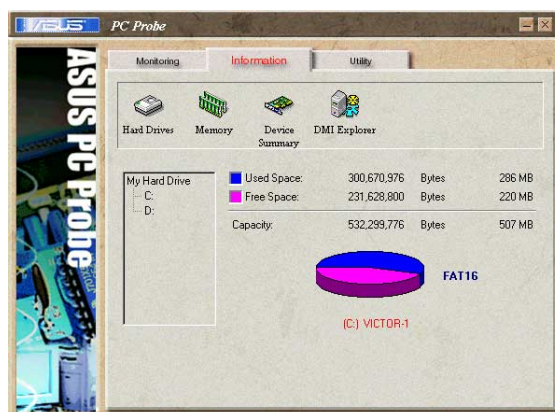 /SUS PC Probe
Monitoring Information Utility
ASUS PC Probe
Hard Drives Memory Device Summary DMI Explorer
My Hard Drive
C:
D:
Used Space: 300,670,976 Bytes 286 MB
Free Space: 231,628,800 Bytes 220 MB
Capacity: 532,299,776 Bytes 507 MB
FAT16
(C:) VICTOR-1